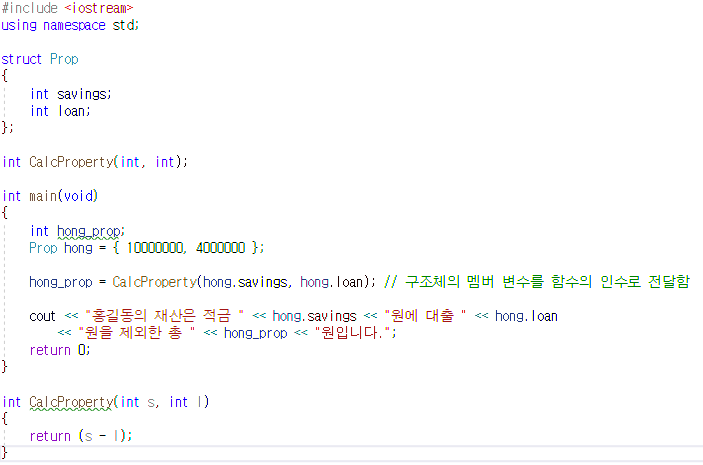 #include <iostream>
using namespace std;
struct Prop
{
int savings;
int loan;
};
int CalcProperty(int, int);
int main(void)
{
int hong_prop;
Prop hong = { 10000000, 4000000 };
hong_prop = CalcProperty(hong.savings, hong.loan); // 구조체의 멤버 변수를 함수의 인수로 전달함
cout << "홍길동의 재산은 적금 " << hong.savings << "원에 대출 " << hong.loan
<< "원을 제외한 총 " << hong_prop << "원입니다.";
return 0;
}
int CalcProperty(int s, int l)
{
return (s - l);
}